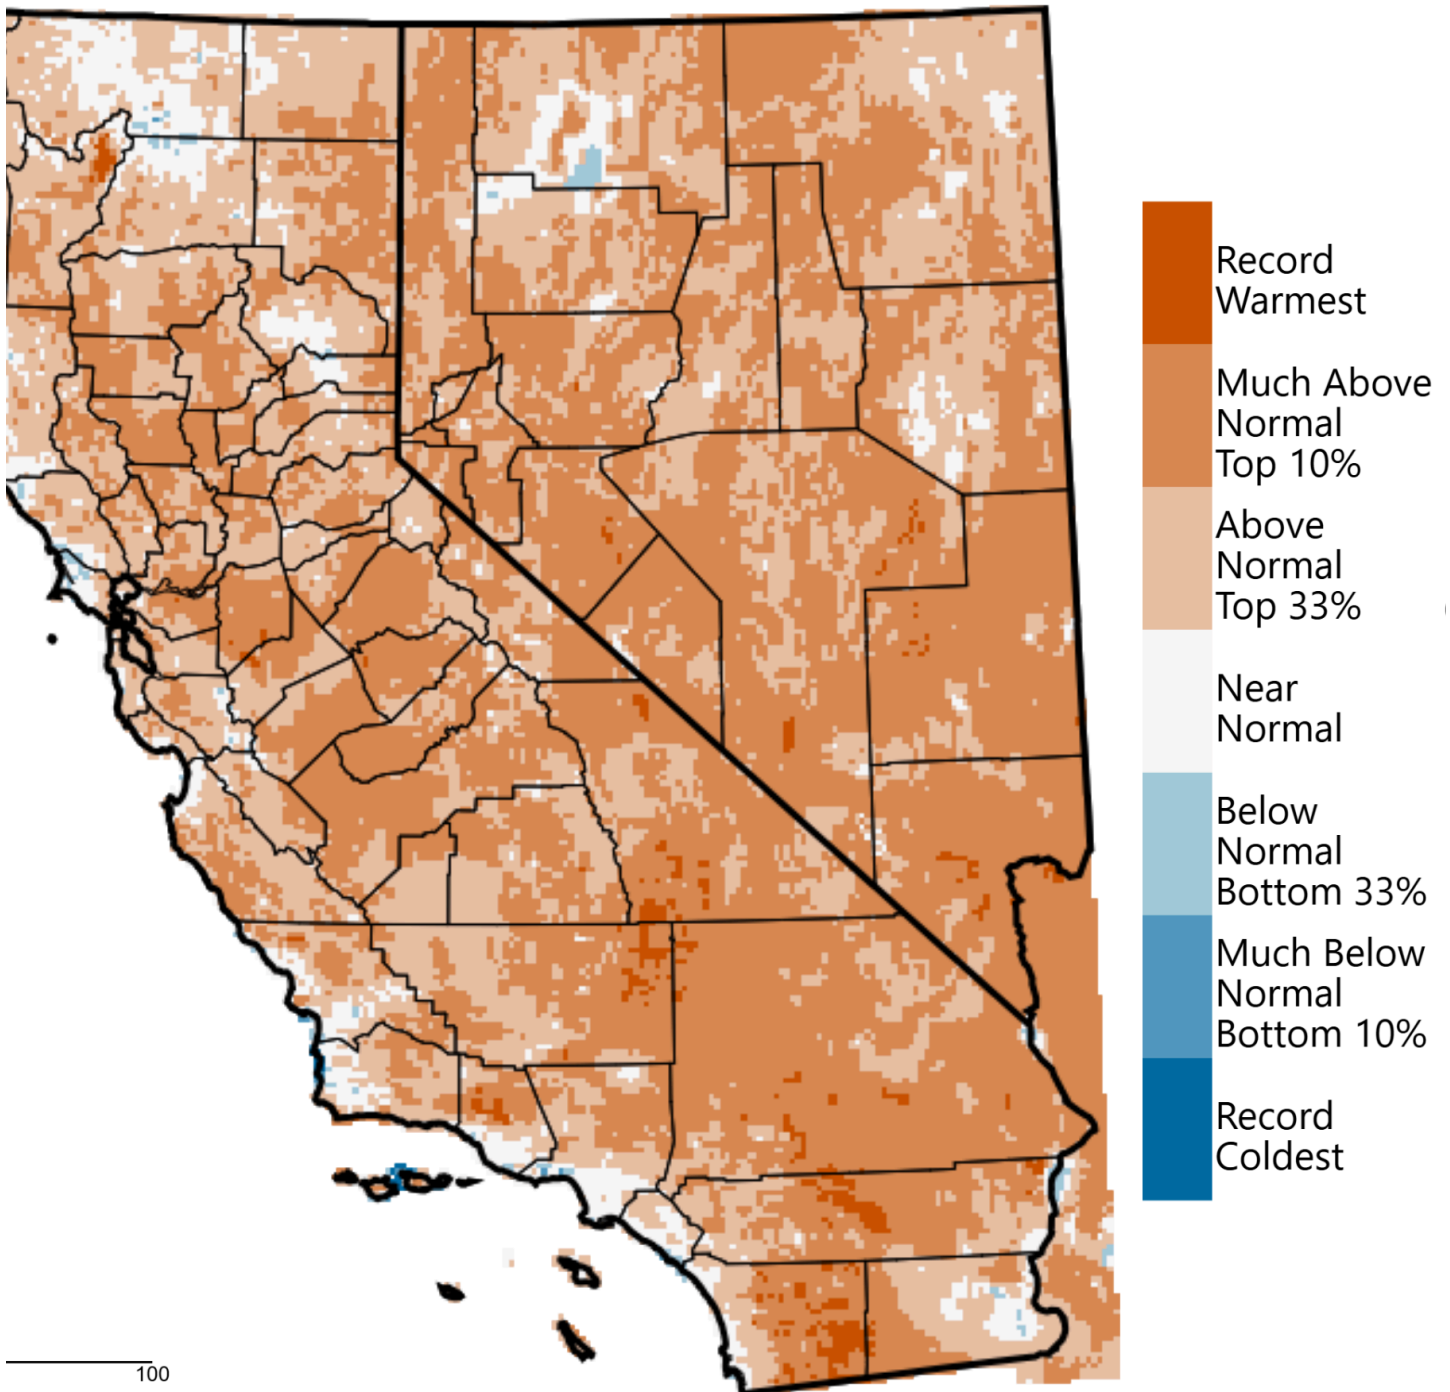 Record
Warmest
Much Above
Normal
Top 10%
Above
Normal
Top 33%
Near
Normal
Below
Normal
Bottom 33%
Much Below
Normal
Bottom 10%
Record
Coldest
100